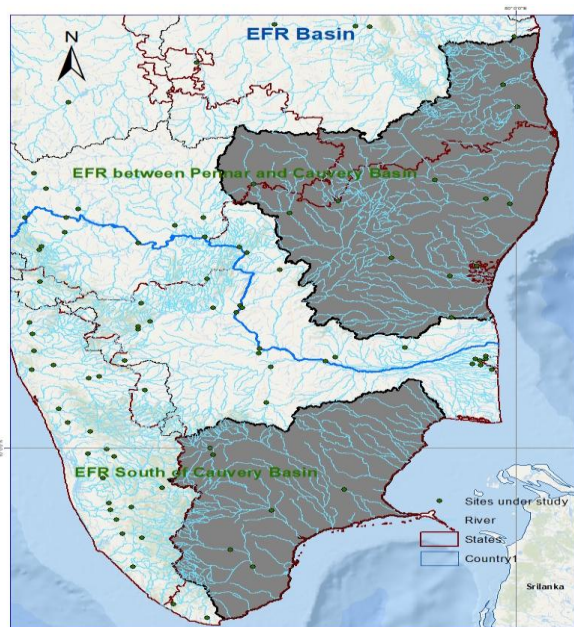 EFR Basin
N
EFR between Pennar and Cauvery Basin
EFR South of Cauvery Basin
Sites under study
River
States
Country1
Srilanka